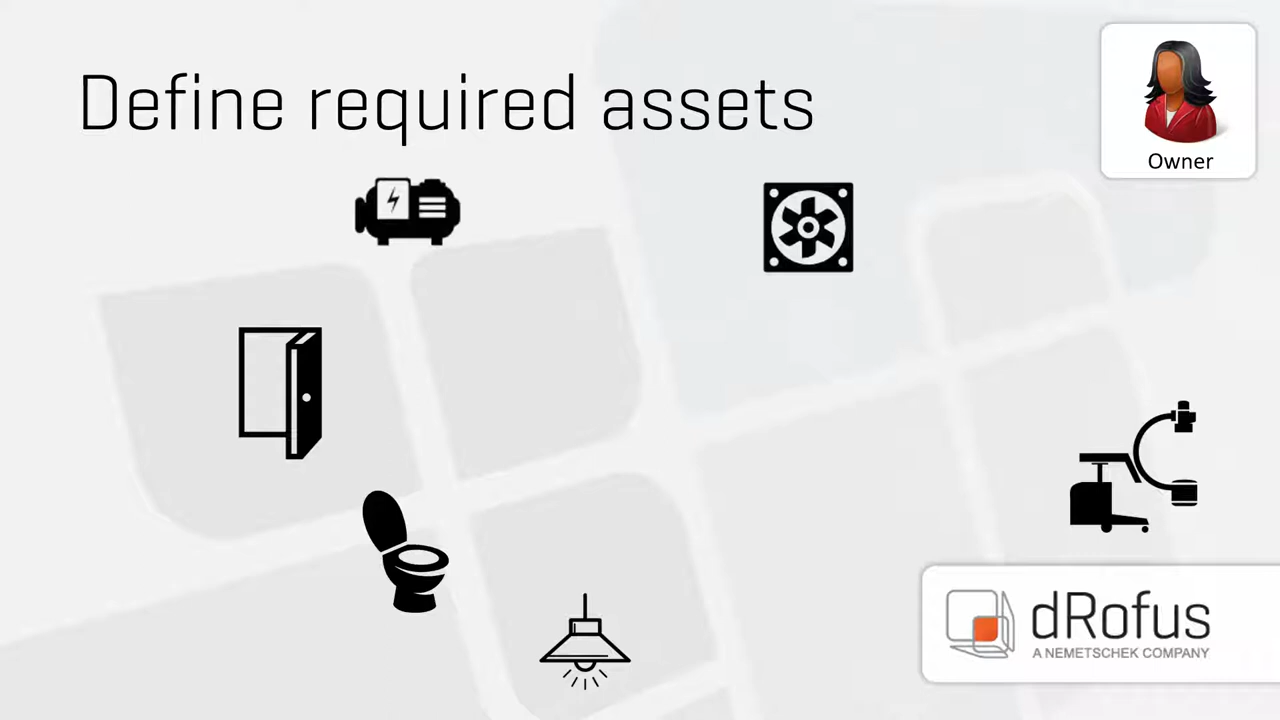 Define required assets
Owner
dRofus
A NEMETSCHEK COMPANY